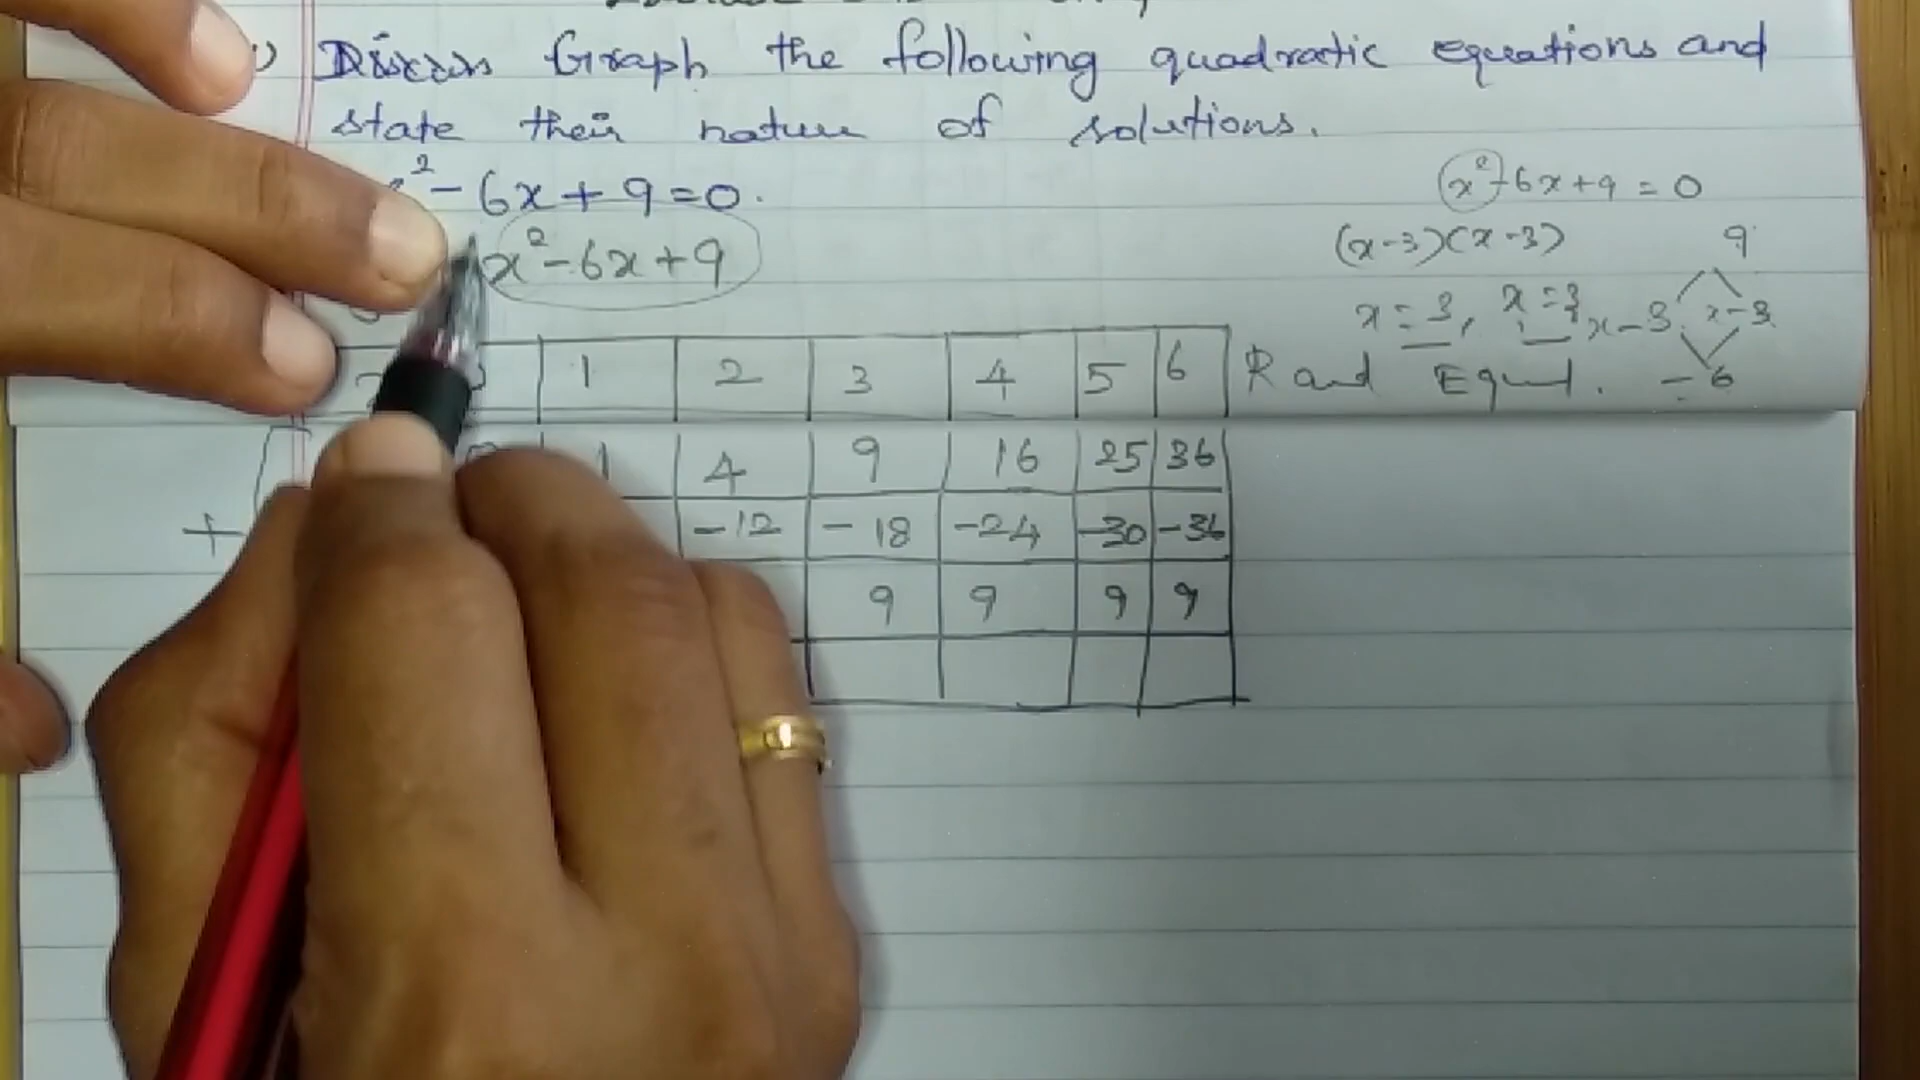 Graph the following quadratic equations and
state their nature of solutions.
² - 6x + 9 = 0.
x² - 6x + 9
x² - 6x + 9 = 0
(x - 3)(x - 3)
9
x = 3, x = 3
x - 3 x - 3
- 6
R and Equal.
1 2 3 4 5 6
1 4 9 16 25 36
+
-12 -18 -24 -30 -36
9 9 9 9